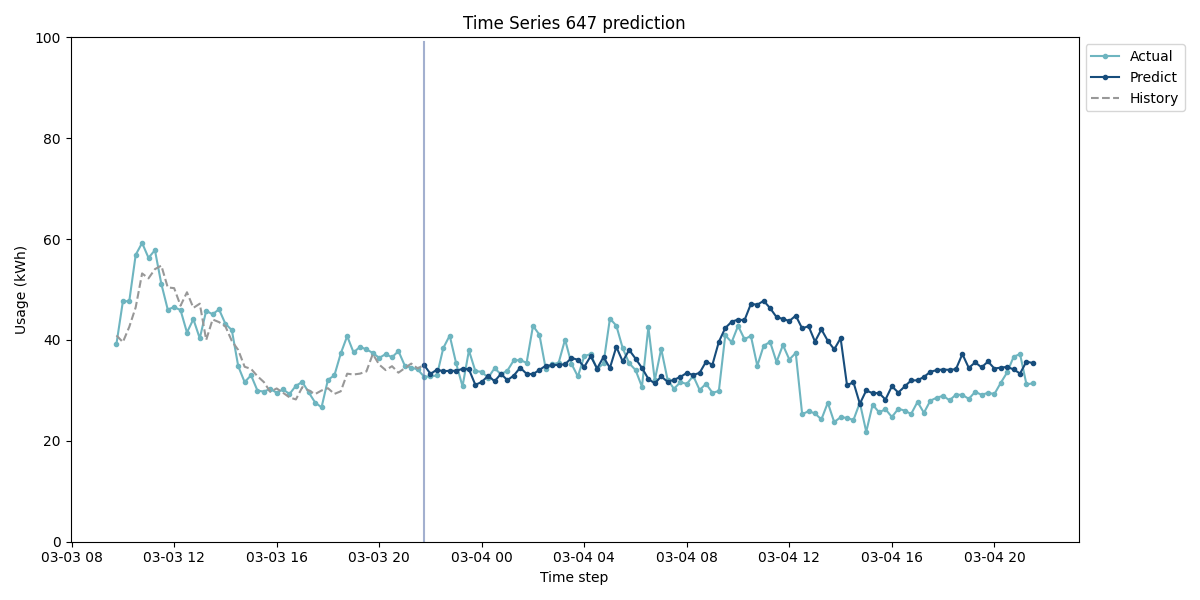 Time Series 647 prediction
100
80
60
40
20
0
Usage (kWh)
03-03 08
03-03 12
03-03 16
03-03 20
03-04 00
03-04 04
03-04 08
03-04 12
03-04 16
03-04 20
Time step
Actual
Predict
History